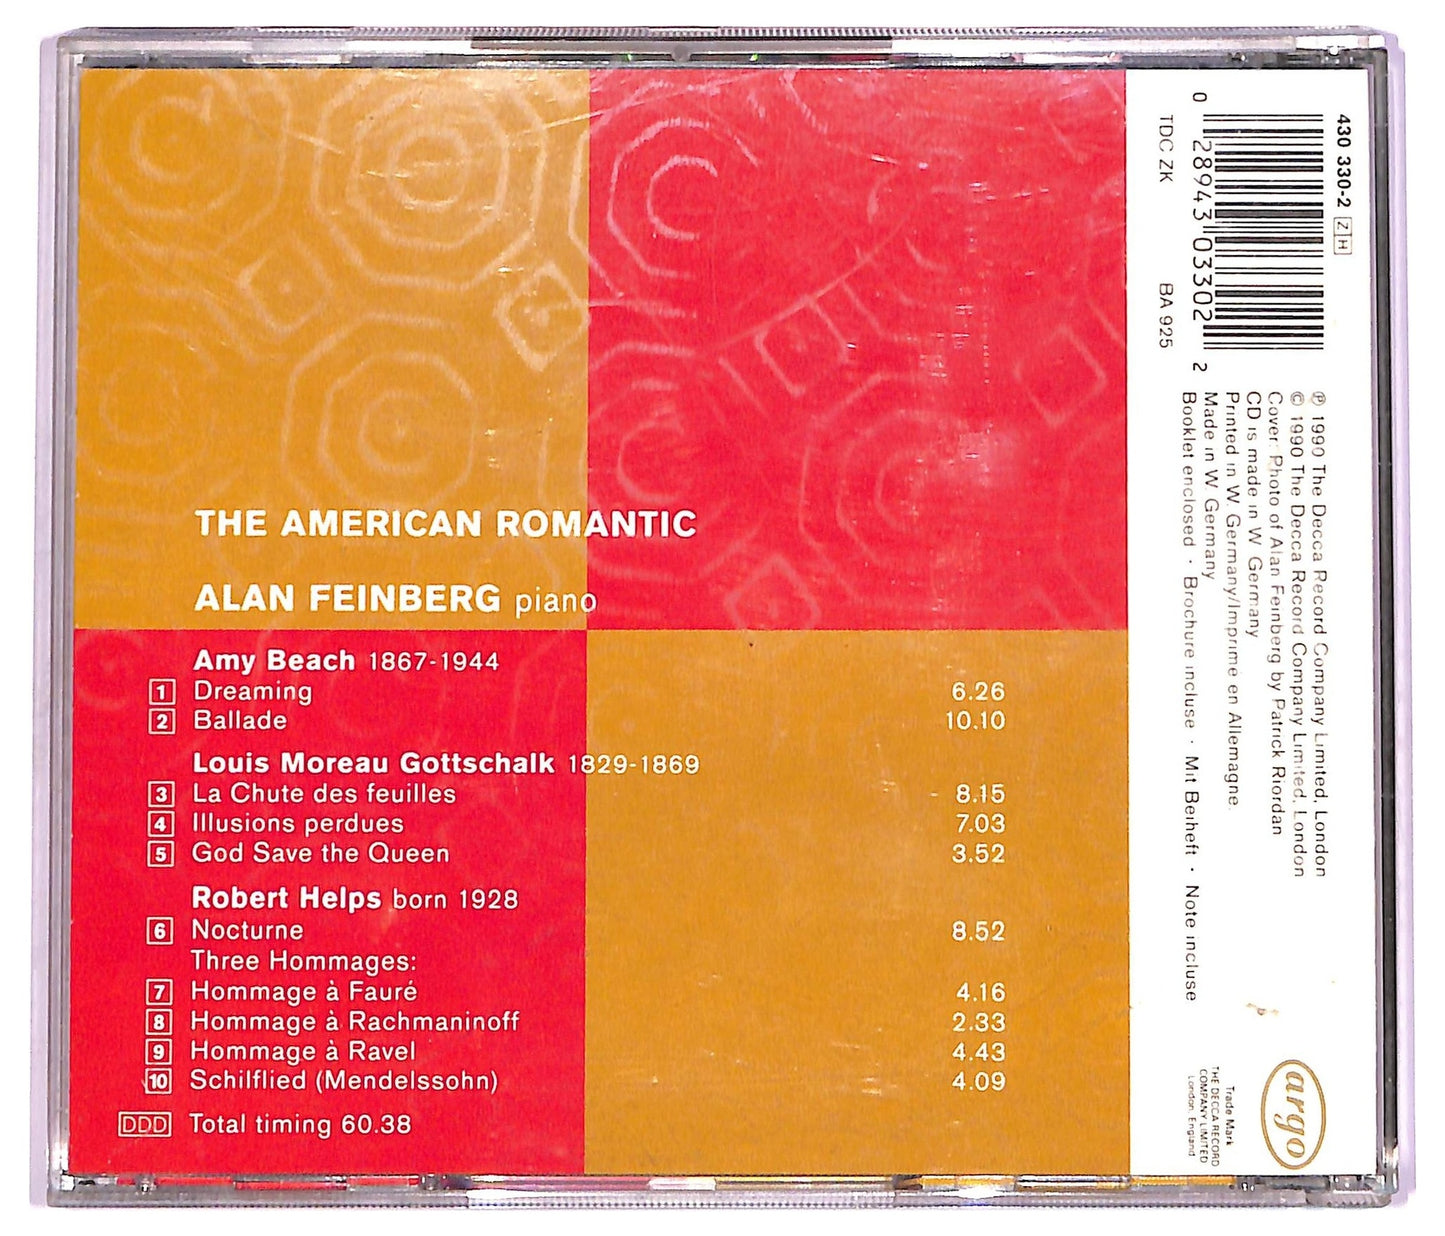 THE AMERICAN ROMANTIC
ALAN FEINBERG piano
Amy Beach 1867-1944
1 Dreaming 6.26
2 Ballade 10.10
Louis Moreau Gottschalk 1829-1869
3 La Chute des feuilles 8.15
4 Illusions perdues 7.03
5 God Save the Queen 3.52
Robert Helps born 1928
6 Nocturne 8.52
Three Hommages:
7 Hommage à Fauré 4.16
8 Hommage à Rachmaninoff 2.33
9 Hommage à Ravel 4.43
10 Schilflied (Mendelssohn) 4.09
DDD Total timing 60.38
430 330-2 ZH
0 28943 03302 2
TDC ZK BA 925
℗ 1990 The Decca Record Company Limited, London
© 1990 The Decca Record Company Limited, London
Cover: Photo of Alan Feinberg by Patrick Riordan
CD is made in W. Germany
Printed in W. Germany/Imprimé en Allemagne.
Made in W. Germany
Booklet enclosed · Brochure incluse · Mit Beiheft · Note incluse
argo
Trade Mark
THE DECCA RECORD
COMPANY LIMITED
London, England